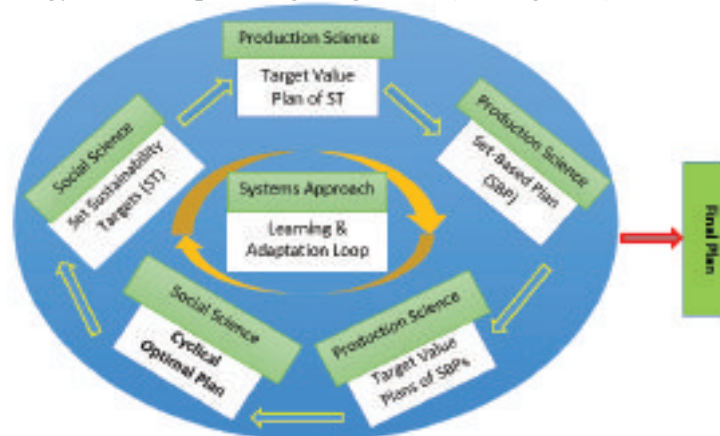 Production Science
Target Value
Plan of ST
Production Science
Set-Based Plan
(SBP)
Production Science
Target Value
Plans of SBPs
Social Science
Cyclical
Optimal Plan
Social Science
Set Sustainability
Targets (ST)
Systems Approach
Learning &
Adaptation Loop
Final Plan